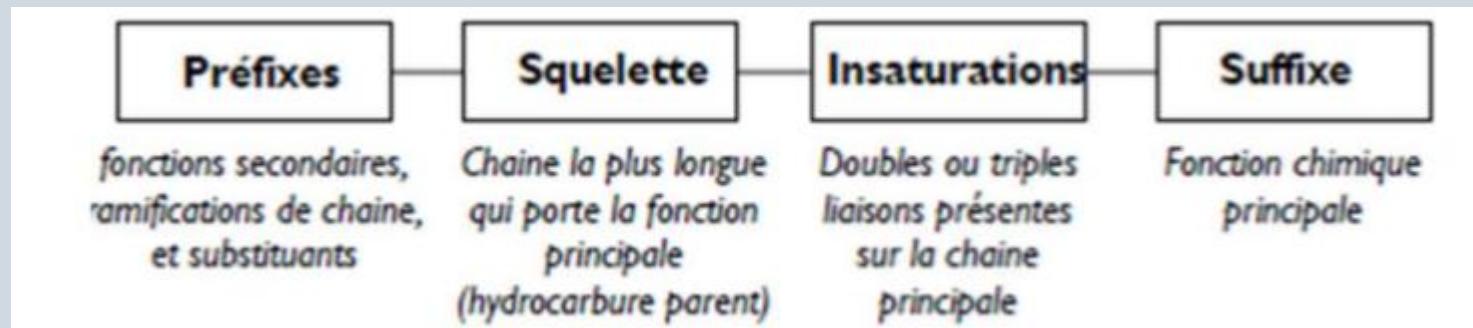 Préfixes
fonctions secondaires,
ramifications de chaine,
et substituants
Squelette
Chaine la plus longue
qui porte la fonction
principale
(hydrocarbure parent)
Insaturations
Doubles ou triples
liaisons présentes
sur la chaine
principale
Suffixe
Fonction chimique
principale